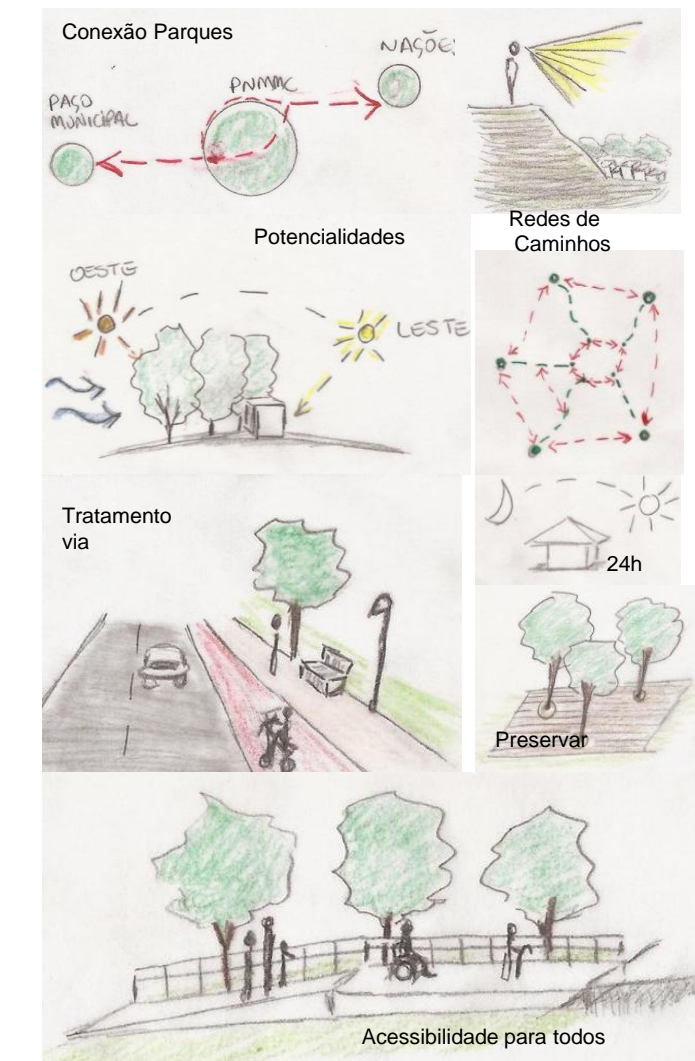 Conexão Parques
NAÇÕES
PNMMC
PAÇO
MUNICIPAL
Potencialidades
Redes de
Caminhos
OESTE
LESTE
Tratamento
via
24h
Preservar
Acessibilidade para todos